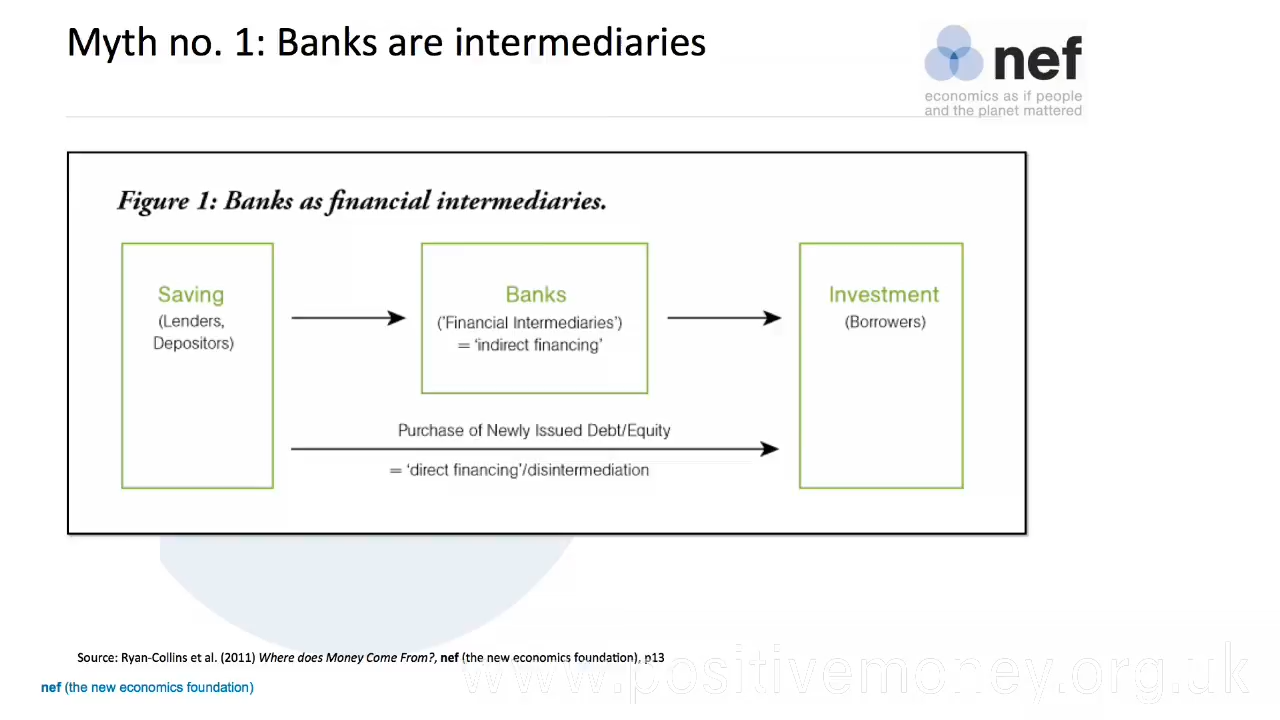 Myth no. 1: Banks are intermediaries
nef
economics as if people
and the planet mattered
Figure 1: Banks as financial intermediaries.
Saving
(Lenders,
Depositors)
Banks
('Financial Intermediaries')
= 'indirect financing'
Investment
(Borrowers)
Purchase of Newly Issued Debt/Equity
= 'direct financing'/disintermediation
Source: Ryan-Collins et al. (2011) Where does Money Come From?, nef (the new economics foundation), p13
nef (the new economics foundation)
www.positivemoney.org.uk